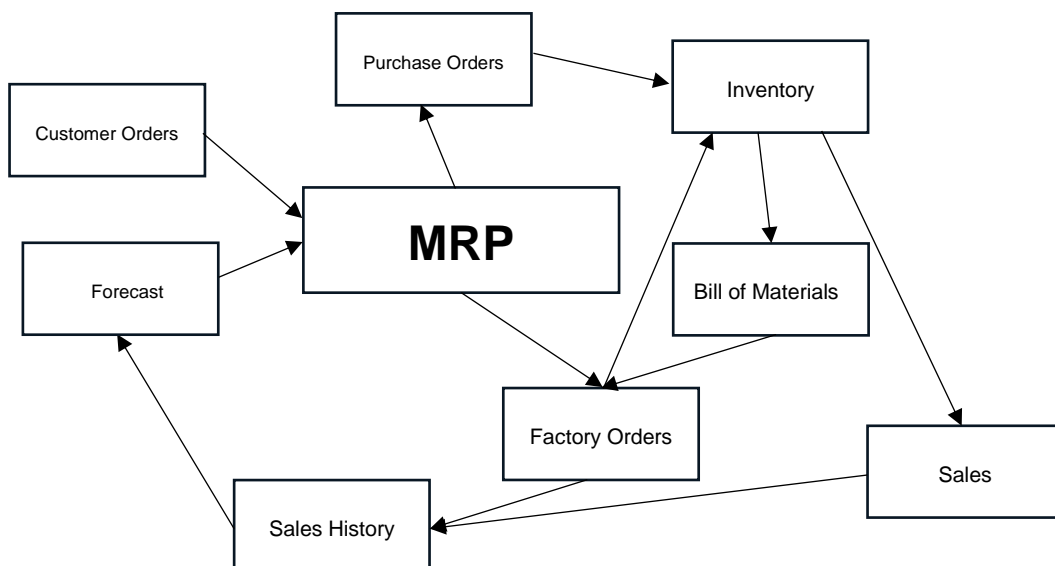 Purchase Orders
Inventory
Customer Orders
MRP
Forecast
Bill of Materials
Factory Orders
Sales
Sales History